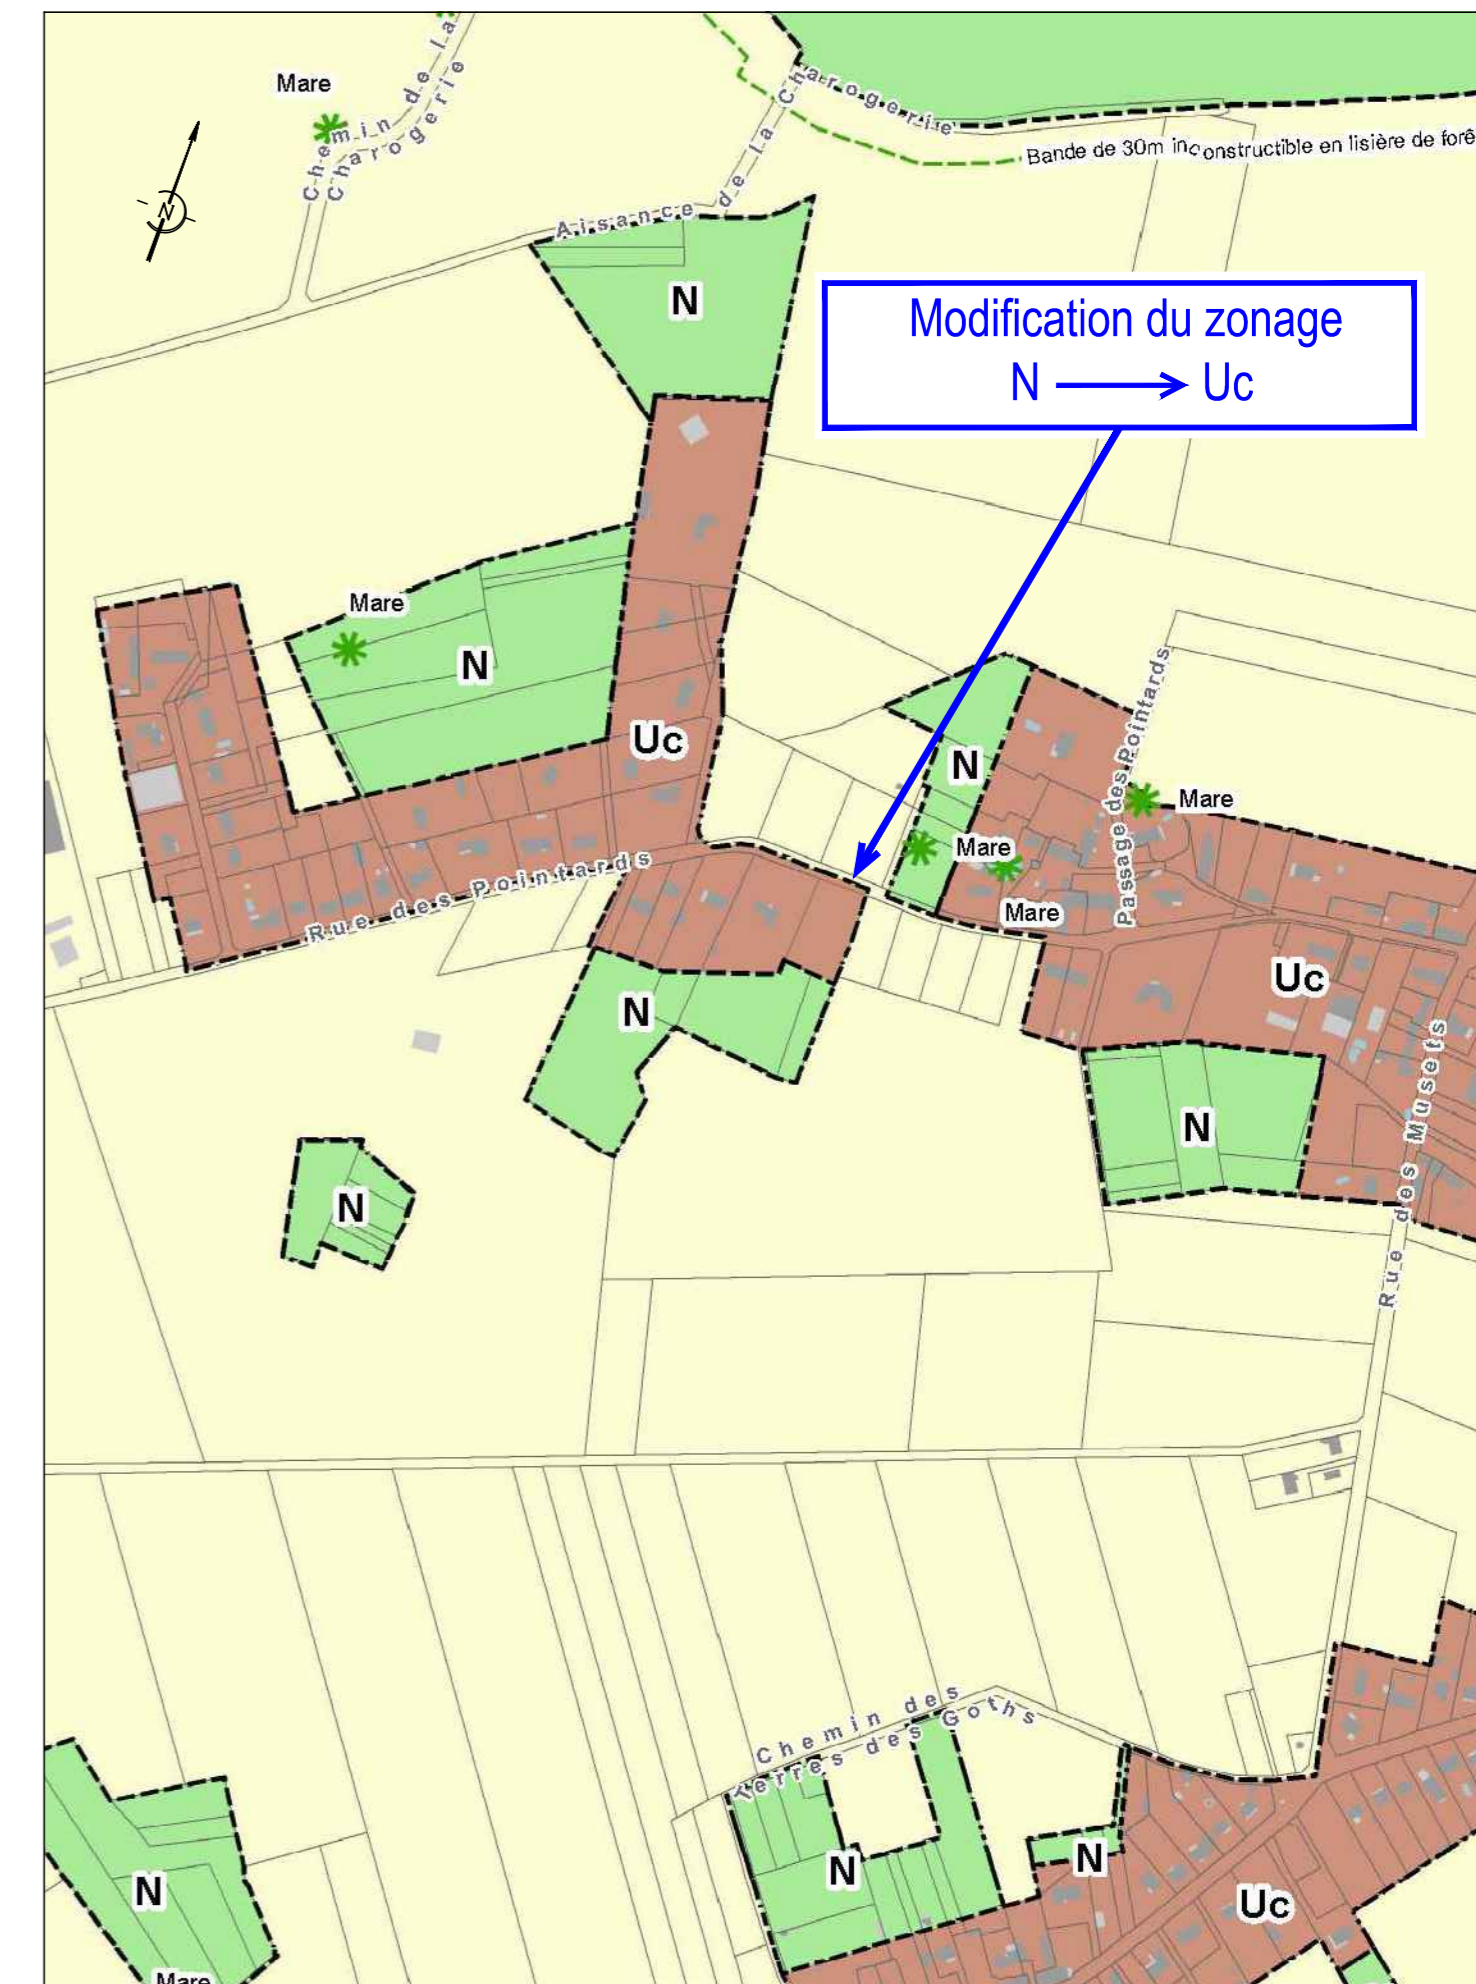 Mare
Chemin de la
Charogerie
N
Aisance de la Charogerie
Bande de 30m inconstructible en lisière de forê
N
Modification du zonage
N → Uc
Mare
N
Uc
Passage des Pointards
N
Mare
Mare
Mare
Rue des Pointards
Uc
N
N
N
Rue des Musets
Chemin des
Terres des Goths
N
N
N
Uc
Mare